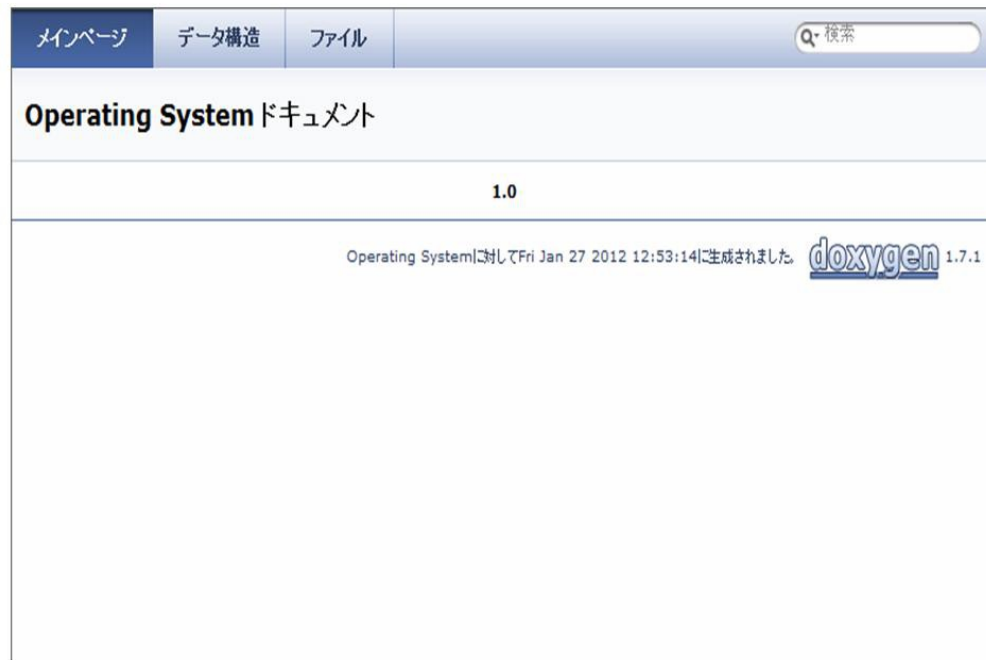 メインページ データ構造 ファイル 検索
Operating Systemドキュメント
1.0
Operating Systemに対してFri Jan 27 2012 12:53:14に生成されました。 doxygen 1.7.1